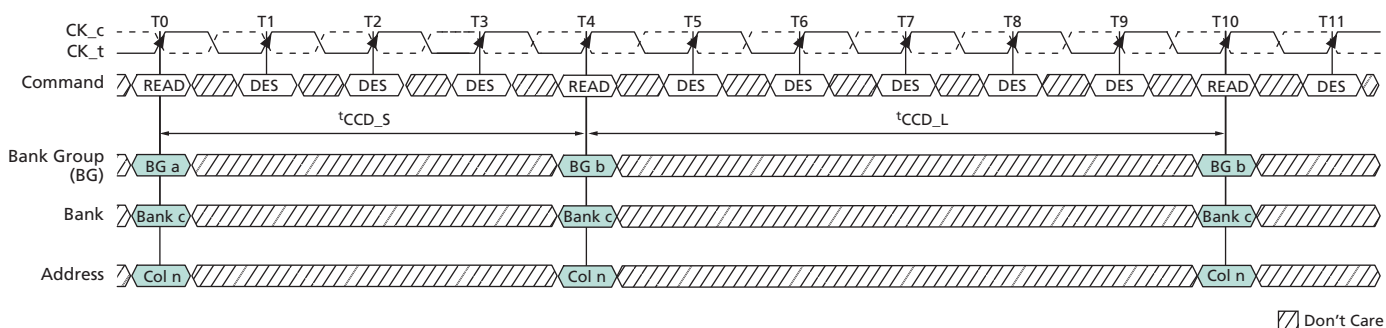 T0 T1 T2 T3 T4 T5 T6 T7 T8 T9 T10 T11
CK_c
CK_t
Command READ DES DES DES READ DES DES DES DES DES READ DES
tCCD_S tCCD_L
Bank Group
(BG) BG a BG b BG b
Bank Bank c Bank c Bank c
Address Col n Col n Col n
Don't Care